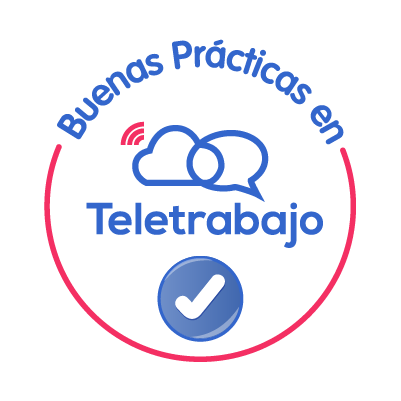 Buenas Prácticas en
Teletrabajo